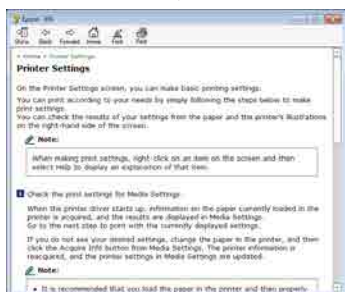 Epson
Show Back Forward Home Font Print
> Home > Printer Settings
Printer Settings
On the Printer Settings screen, you can make basic printing settings.
You can print according to your needs by simply following the steps below to make
print settings.
You can check the results of your settings from the paper and the printer's illustrations
on the right-hand side of the screen.
Note:
When making print settings, right-click on an item on the screen and then
select Help to display an explanation of that item.
1 Check the print settings for Media Settings
When the printer driver starts up, information on the paper currently loaded in the
printer is acquired, and the results are displayed in Media Settings.
Go to the next step to print with the currently displayed settings.
If you do not see your desired settings, change the paper in the printer, and then
click the Acquire Info button from Media Settings. The printer information is
reacquired, and the printer settings in Media Settings are updated.
Note:
• It is recommended that you load the paper in the printer and then properly